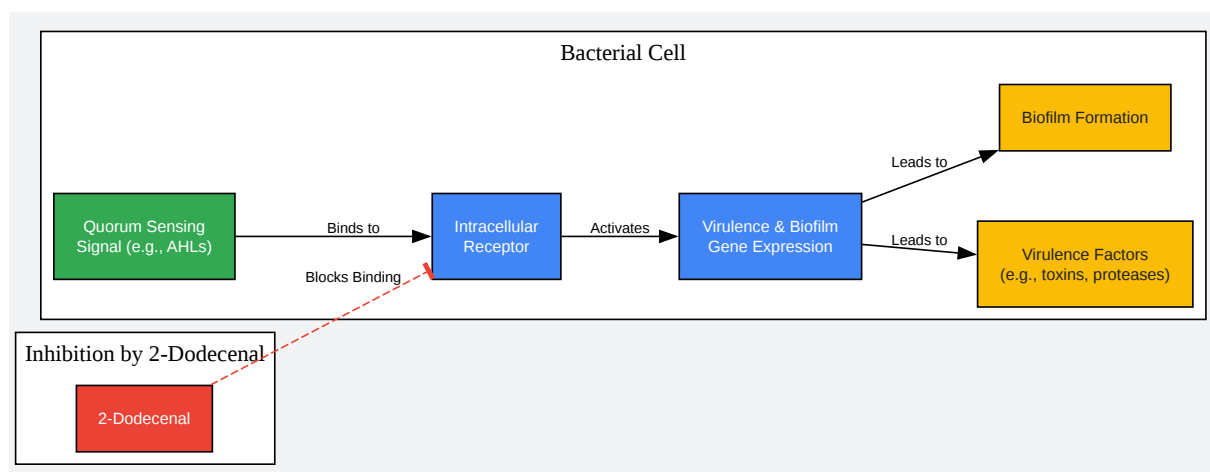 Bacterial Cell
Biofilm Formation
Leads to
Quorum Sensing
Signal (e.g., AHLs)
Binds to
Intracellular
Receptor
Activates
Virulence & Biofilm
Gene Expression
Leads to
Virulence Factors
(e.g., toxins, proteases)
Blocks Binding
Inhibition by 2-Dodecenal
2-Dodecenal